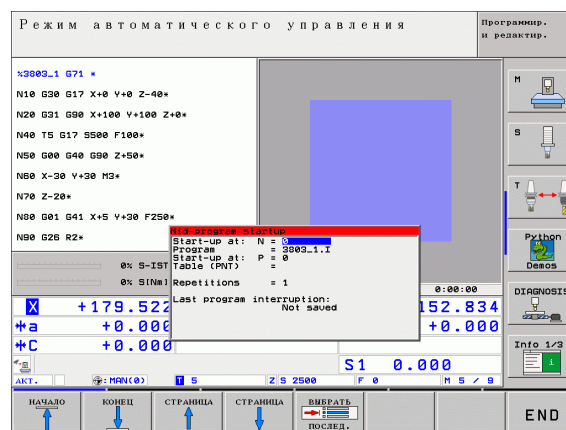 Режим автоматического управления
Программир.
и редактир.
%3803_1 G71 *
N10 G30 G17 X+0 Y+0 Z-40*
N20 G31 G90 X+100 Y+100 Z+0*
N40 T5 G17 S500 F100*
N50 G00 G40 G90 Z+50*
N60 X-30 Y+30 M3*
N70 Z-20*
N80 G01 G41 X+5 Y+30 F250*
N90 G26 R2*
Mid-program startup
Start-up at: N = 0
Program = 3803_1.I
Start-up at: P = 0
Table (PNT) =
Repetitions = 1
Last program interruption:
Not saved
0% S-IST
0% S[Nm]
0:00:00
X +179.522
152.834
a +0.000
+0.000
C +0.000
S1 0.000
АКТ.
: MAN(0)
T 5
Z S 2500
F 0
M 5 / 9
M
S
T
Python
Demos
DIAGNOSIS
Info 1/3
НАЧАЛО
КОНЕЦ
СТРАНИЦА
СТРАНИЦА
ВЫБРАТЬ
ПОСЛЕД.
END